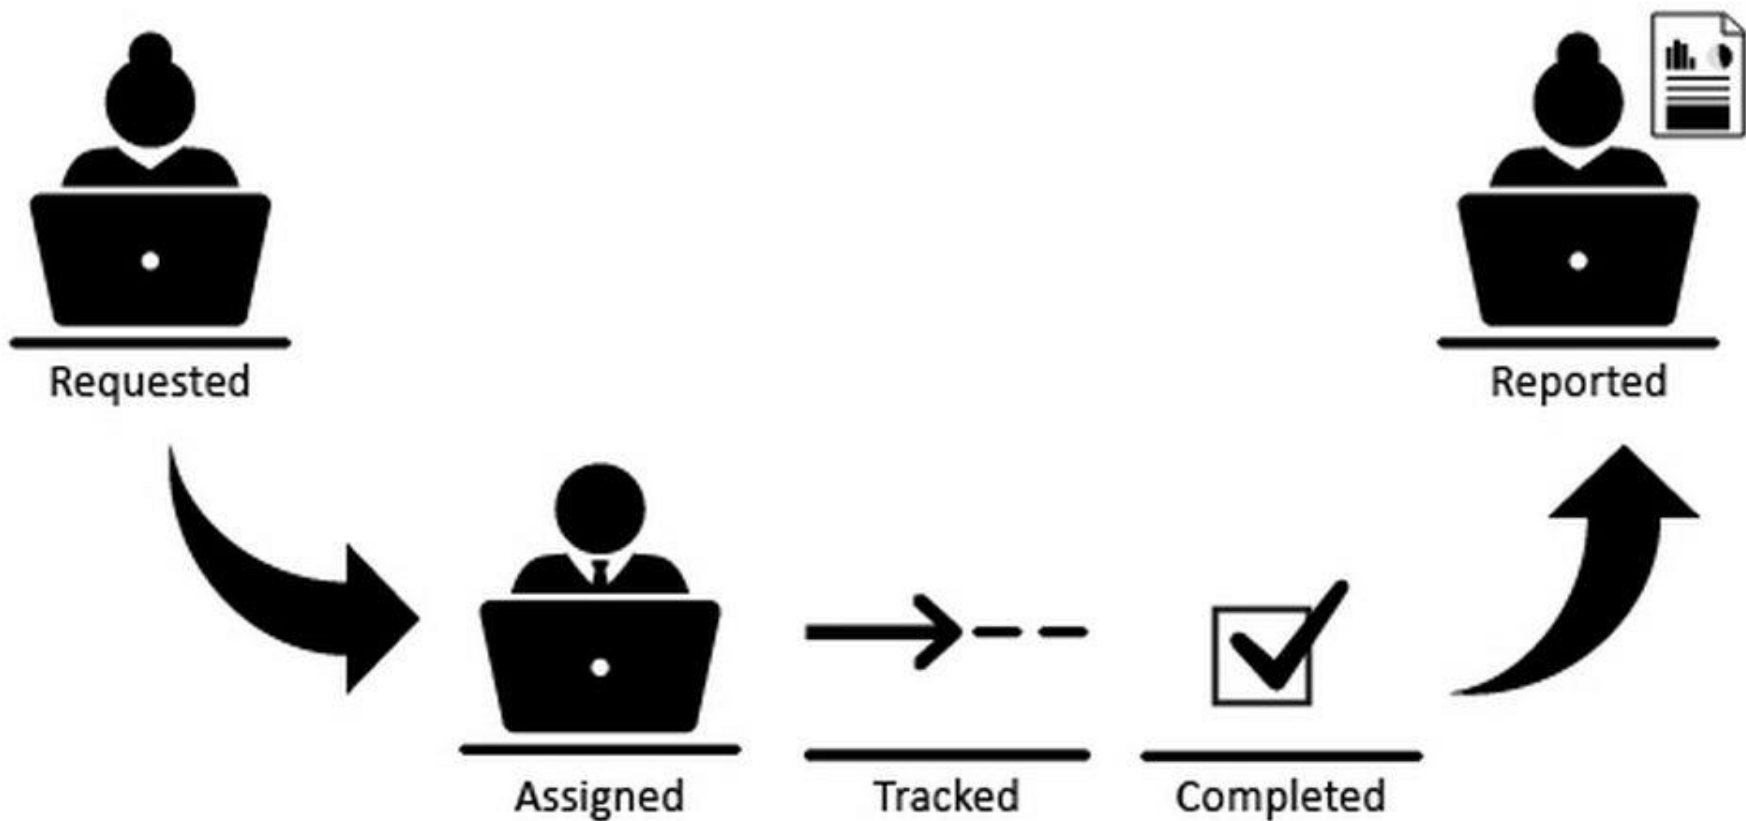 Requested
Reported
Assigned
Tracked
Completed